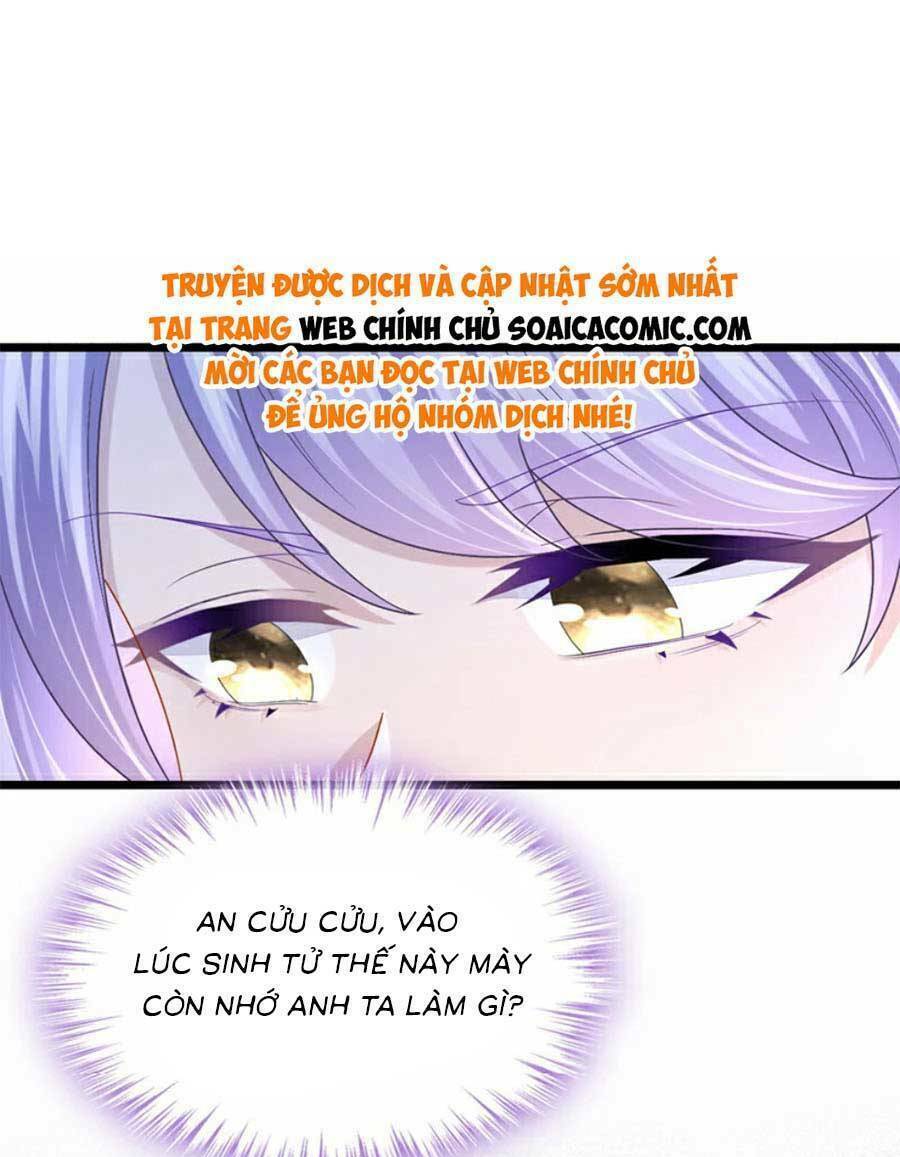 TRUYỆN ĐƯỢC DỊCH VÀ CẬP NHẬT SỚM NHẤT
TẠI TRANG WEB CHÍNH CHỦ SOAICACOMIC.COM
MỜI CÁC BẠN ĐỌC TẠI WEB CHÍNH CHỦ
ĐỂ ỦNG HỘ NHÓM DỊCH NHÉ!
AN CỬU CỬU, VÀO
LÚC SINH TỬ THẾ NÀY MÀY
CÒN NHỚ ANH TA LÀM GÌ?